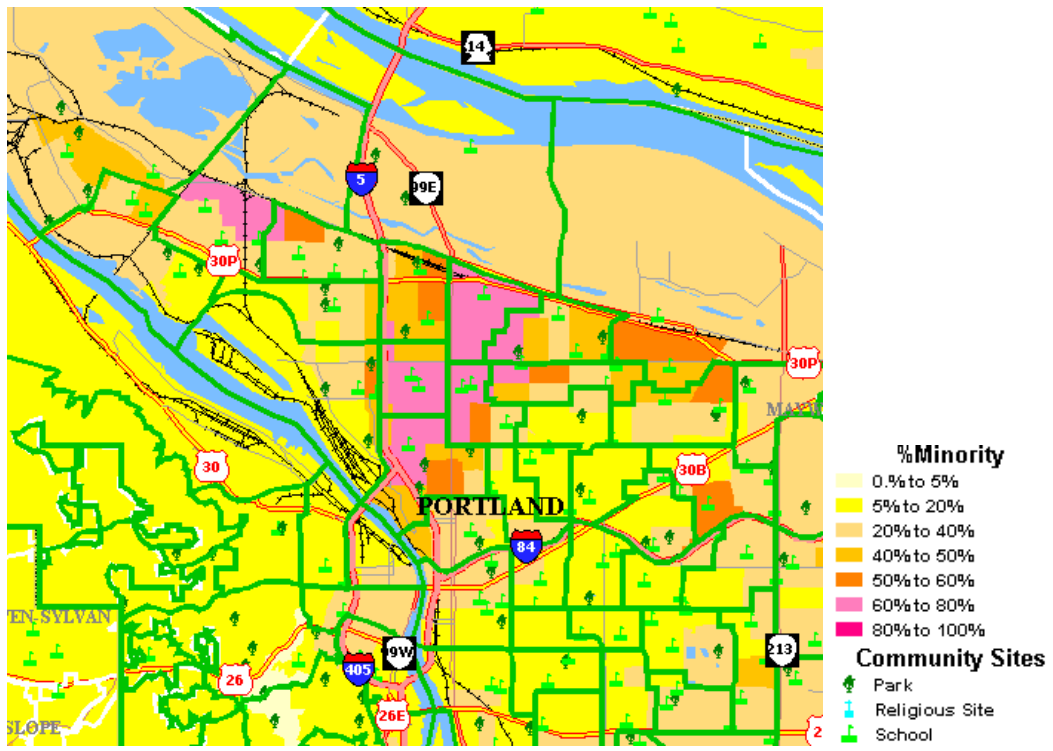 14
5
99E
30P
30P
MAYW
30
30B
PORTLAND
84
EN-SYLVAN
99W
213
405
26
26E
SLOPE
2
%Minority
0.% to 5%
5% to 20%
20% to 40%
40% to 50%
50% to 60%
60% to 80%
80% to 100%
Community Sites
Park
Religious Site
School